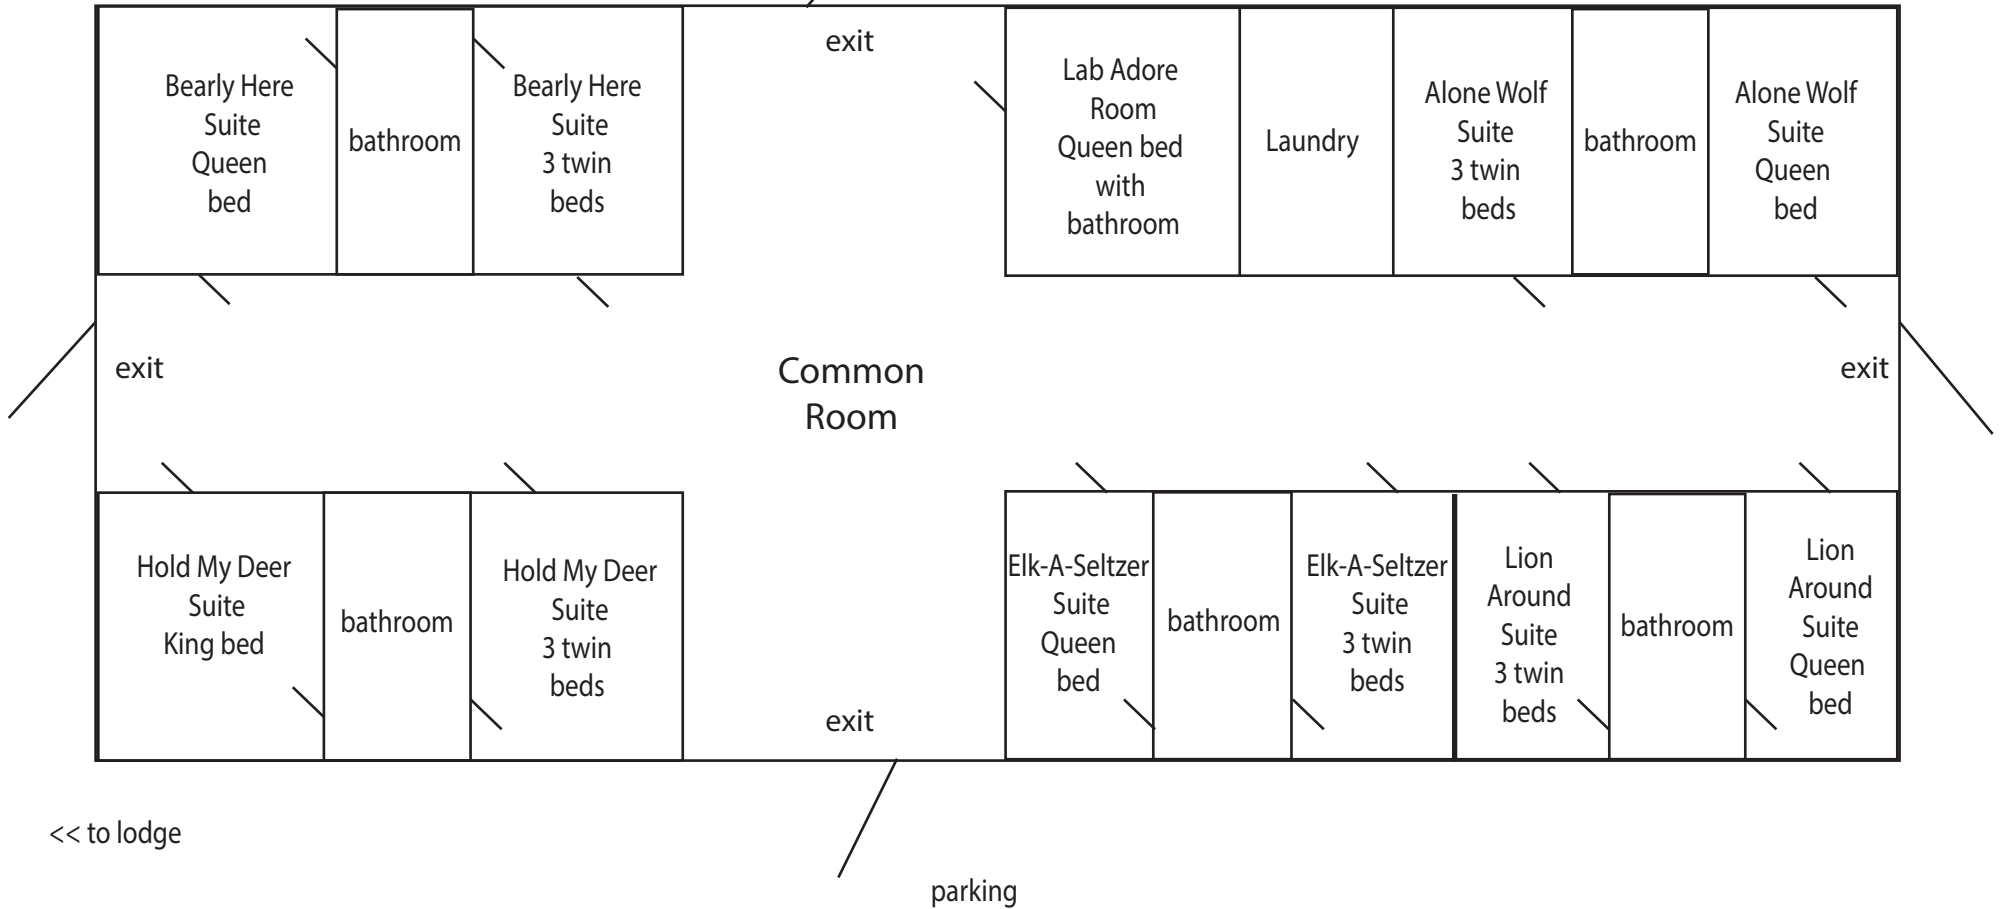 exit
Bearly Here
Suite
Queen
bed
bathroom
Bearly Here
Suite
3 twin
beds
Lab Adore
Room
Queen bed
with
bathroom
Laundry
Alone Wolf
Suite
3 twin
beds
bathroom
Alone Wolf
Suite
Queen
bed
exit
Common
Room
exit
Hold My Deer
Suite
King bed
bathroom
Hold My Deer
Suite
3 twin
beds
exit
Elk-A-Seltzer
Suite
Queen
bed
bathroom
Elk-A-Seltzer
Suite
3 twin
beds
Lion
Around
Suite
3 twin
beds
bathroom
Lion
Around
Suite
Queen
bed
<< to lodge
parking